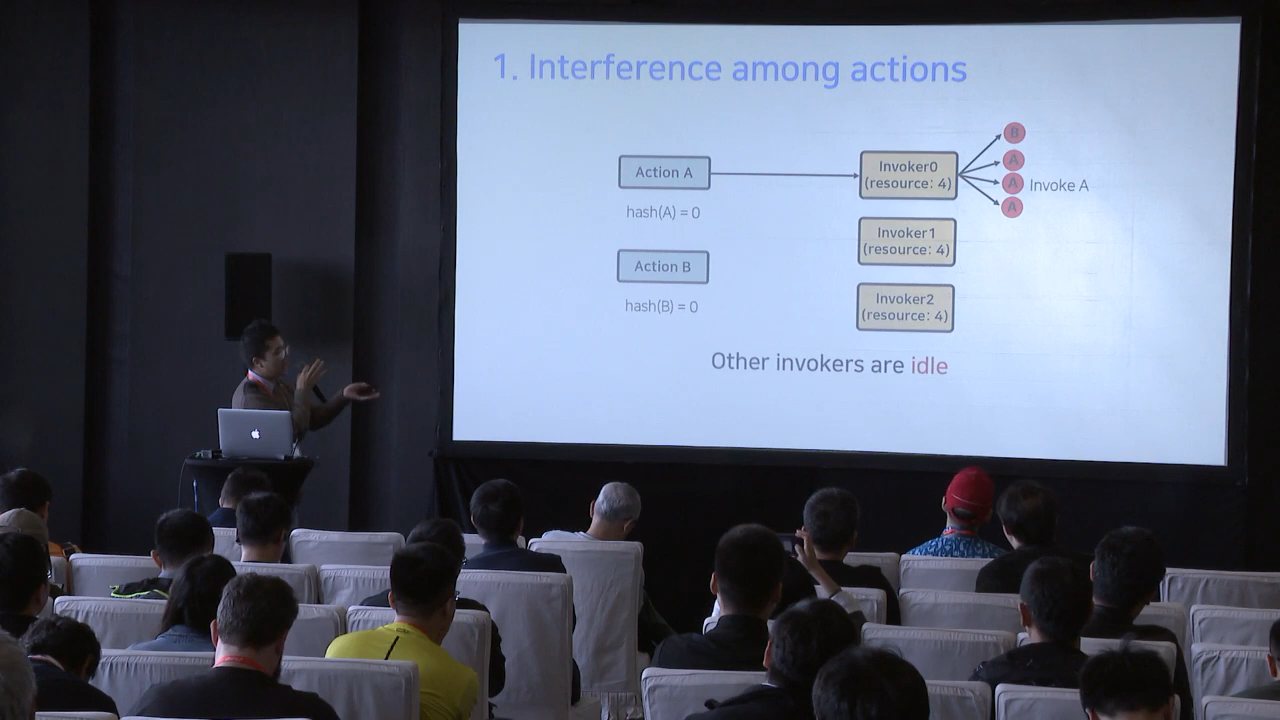 1. Interference among actions
Action A
hash(A) = 0
Action B
hash(B) = 0
Invoker0
(resource: 4)
Invoker1
(resource: 4)
Invoker2
(resource: 4)
B
A
A
A
Invoke A
Other invokers are idle